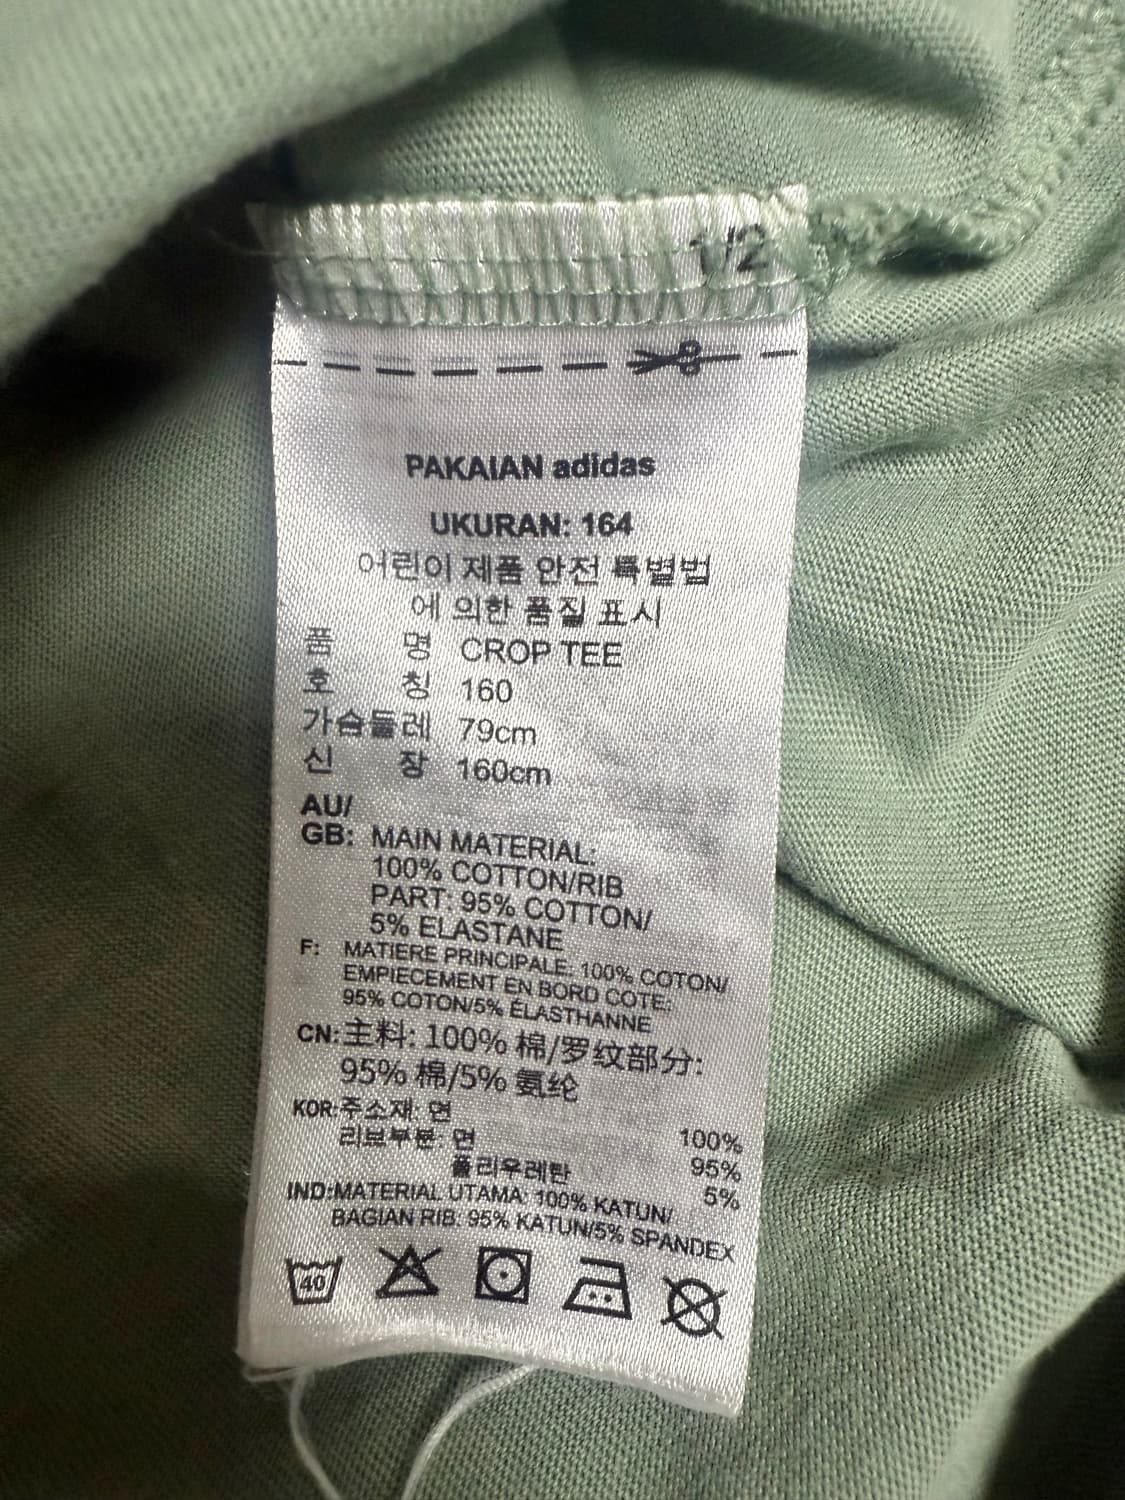 1/2
PAKAIAN adidas
UKURAN: 164
어린이 제품 안전 특별법
에 의한 품질 표시
품 명 CROP TEE
호 칭 160
가슴둘레 79cm
신 장 160cm
AU/
GB: MAIN MATERIAL:
100% COTTON/RIB
PART: 95% COTTON/
5% ELASTANE
F: MATIERE PRINCIPALE: 100% COTON/
EMPIECEMENT EN BORD COTE:
95% COTON/5% ÉLASTHANNE
CN: 主料: 100% 棉/罗纹部分:
95% 棉/5% 氨纶
KOR: 주소재: 면 100%
리브부분: 면 95%
폴리우레탄 5%
IND: MATERIAL UTAMA: 100% KATUN/
BAGIAN RIB: 95% KATUN/5% SPANDEX
40